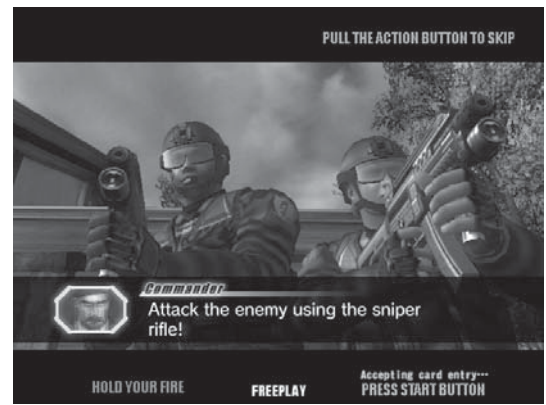 PULL THE ACTION BUTTON TO SKIP
Commander
Attack the enemy using the sniper
rifle!
Accepting card entry---
HOLD YOUR FIRE
FREEPLAY
PRESS START BUTTON